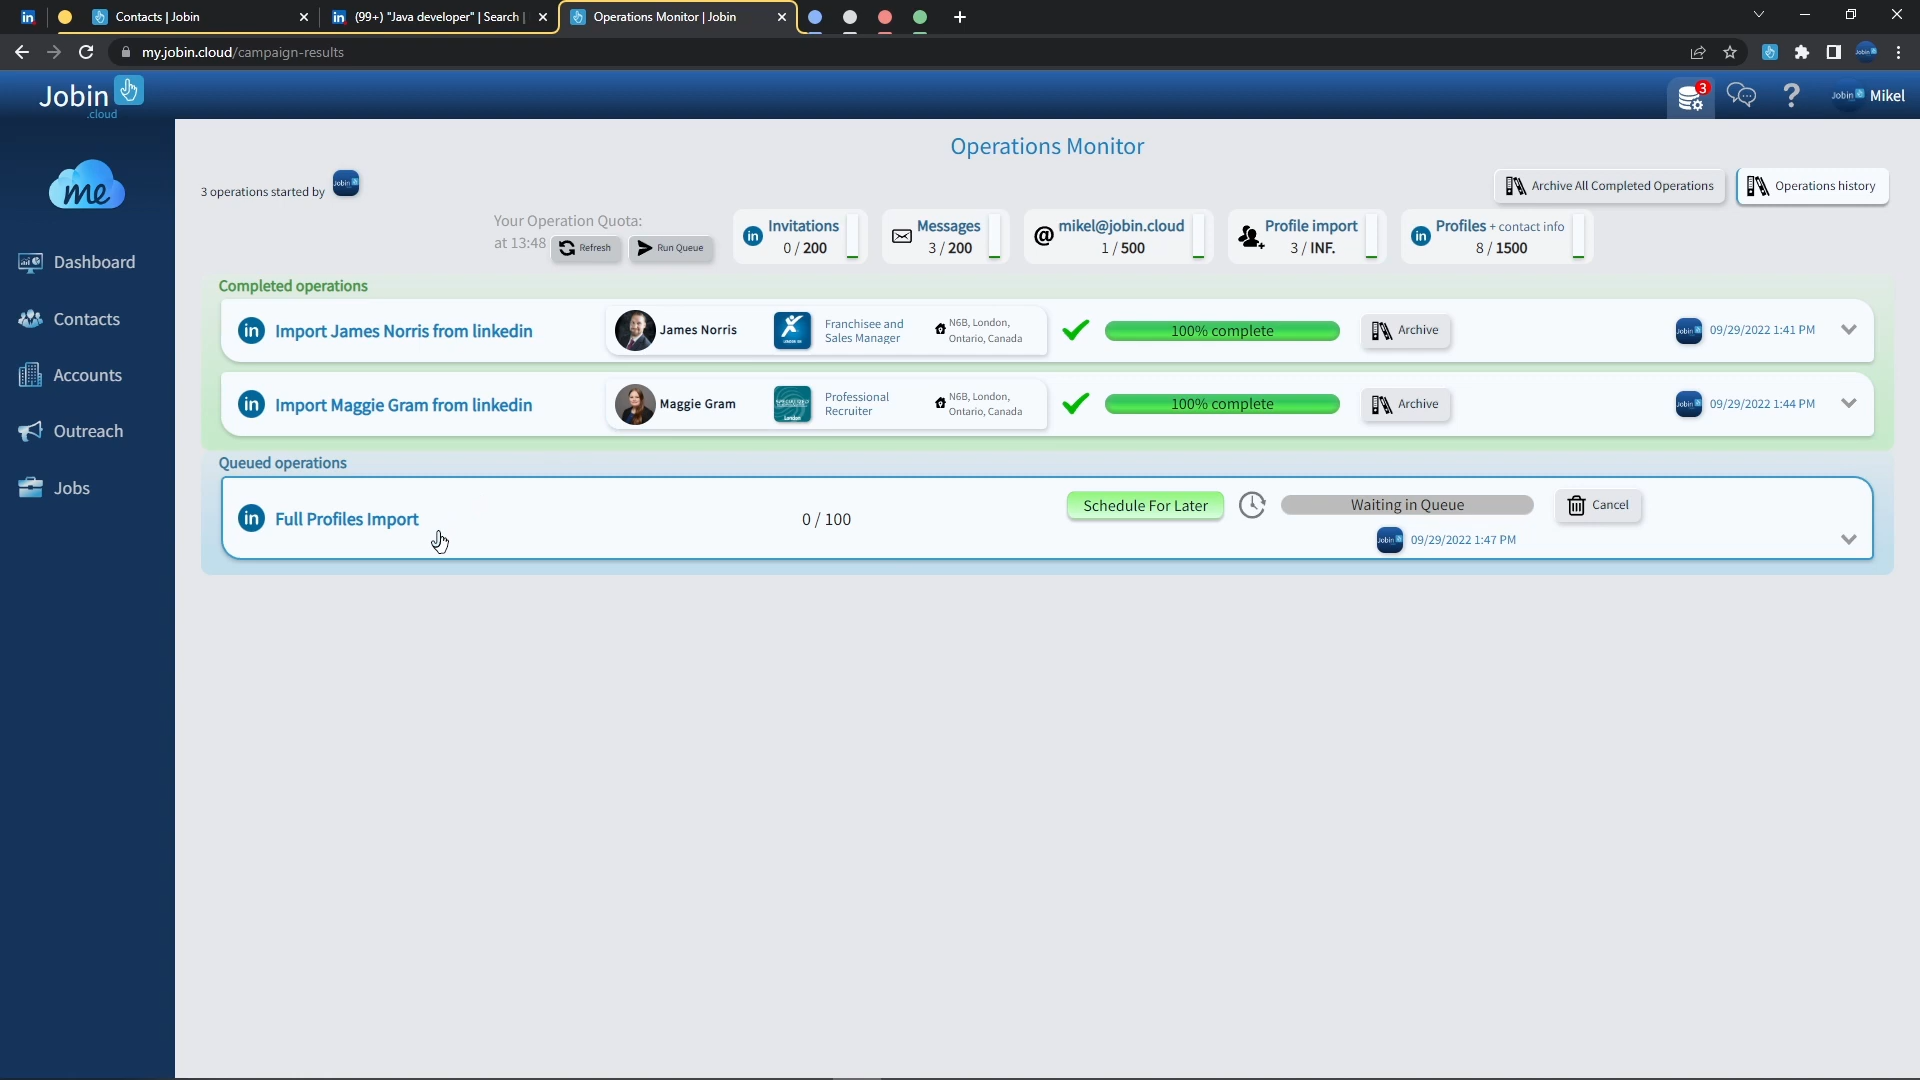 Contacts | Jobin
(99+) "Java developer" | Search |
Operations Monitor | Jobin
my.jobin.cloud/campaign-results
Jobin
.cloud
3
Jobin
Mikel
me
Dashboard
Contacts
Accounts
Outreach
Jobs
Operations Monitor
3 operations started by
Jobin
Archive All Completed Operations
Operations history
Your Operation Quota:
at 13:48
Refresh
Run Queue
Invitations
0 / 200
Messages
3 / 200
mikel@jobin.cloud
1 / 500
Profile import
3 / INF.
Profiles + contact info
8 / 1500
Completed operations
Import James Norris from linkedin
James Norris
Franchisee and
Sales Manager
N6B, London,
Ontario, Canada
100% complete
Archive
Jobin
09/29/2022 1:41 PM
Import Maggie Gram from linkedin
Maggie Gram
Professional
Recruiter
N6B, London,
Ontario, Canada
100% complete
Archive
Jobin
09/29/2022 1:44 PM
Queued operations
Full Profiles Import
0 / 100
Schedule For Later
Waiting in Queue
Cancel
Jobin
09/29/2022 1:47 PM